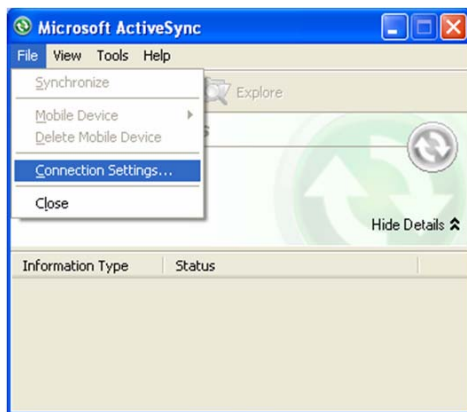 Microsoft ActiveSync
File View Tools Help
Synchronize
Explore
Mobile Device
Delete Mobile Device
Connection Settings...
Close
Hide Details
Information Type Status